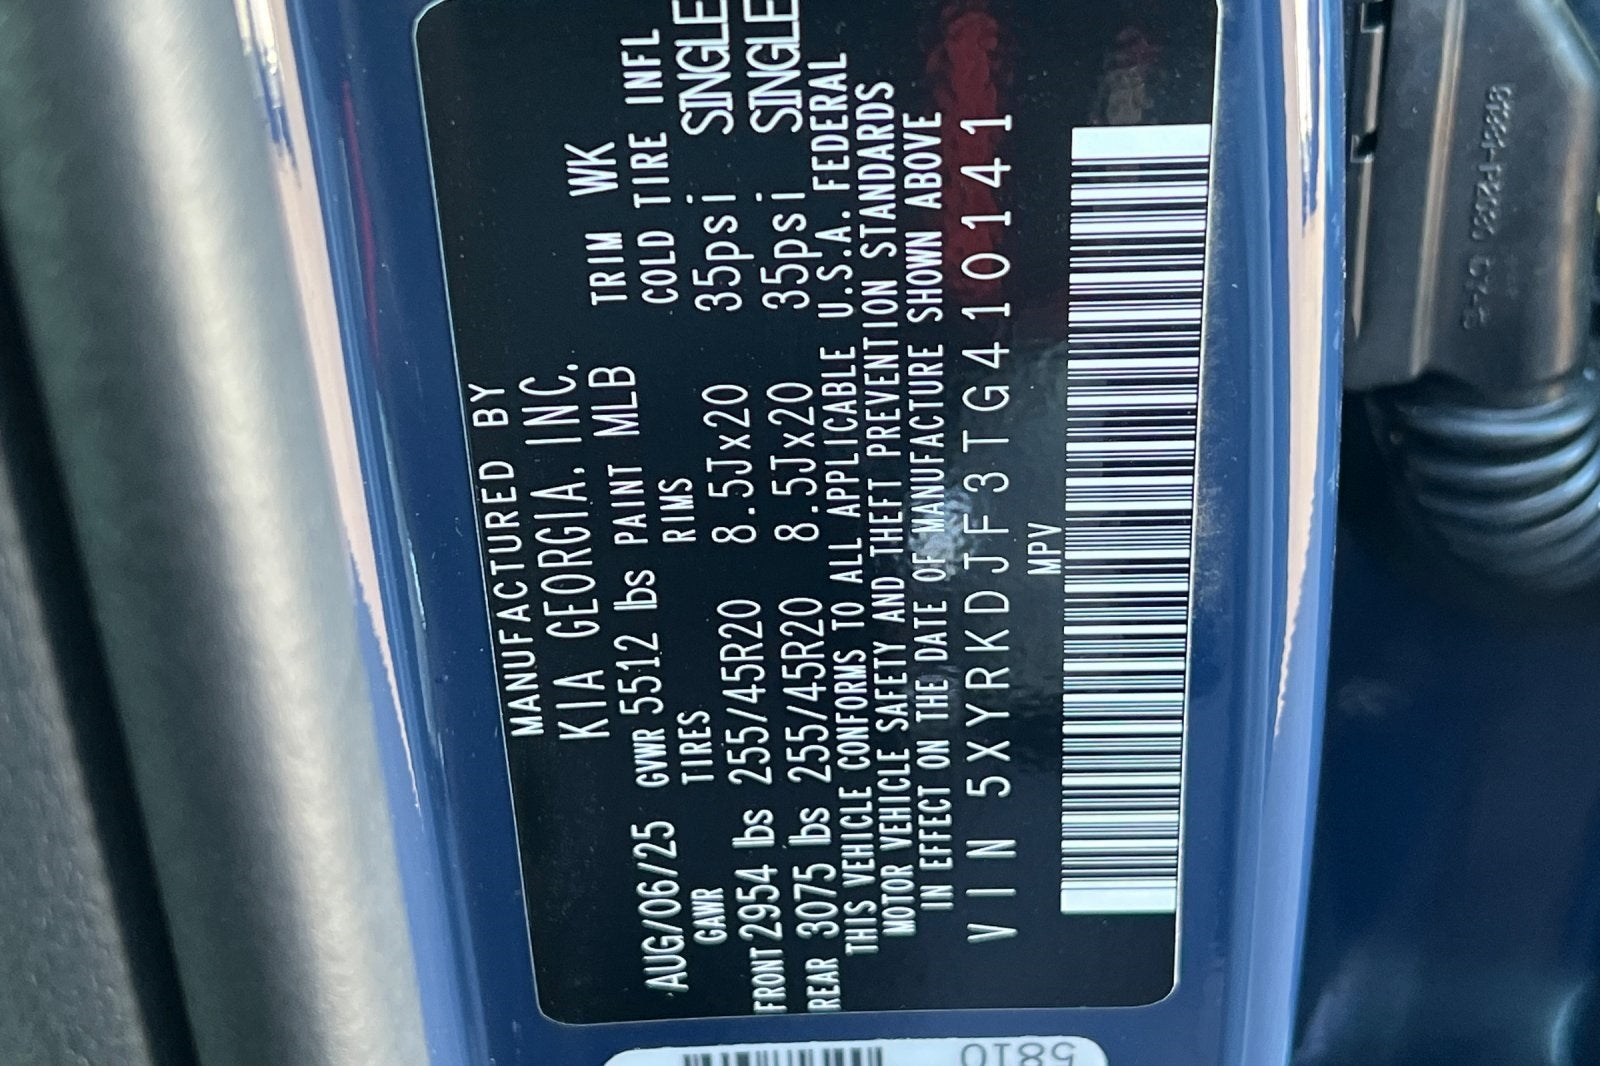 MANUFACTURED BY
KIA GEORGIA. INC.
AUG/06/25 GVWR 5512 lbs PAINT MLB TRIM WK
GAWR TIRES RIMS COLD TIRE INFL
FRONT 2954 lbs 255/45R20 8.5Jx20 35psi SINGLE
REAR 3075 lbs 255/45R20 8.5Jx20 35psi SINGLE
THIS VEHICLE CONFORMS TO ALL APPLICABLE U.S.A. FEDERAL
MOTOR VEHICLE SAFETY AND THEFT PREVENTION STANDARDS
IN EFFECT ON THE DATE OF MANUFACTURE SHOWN ABOVE
VIN 5XYRKDJF3TG410141
MPV
5810